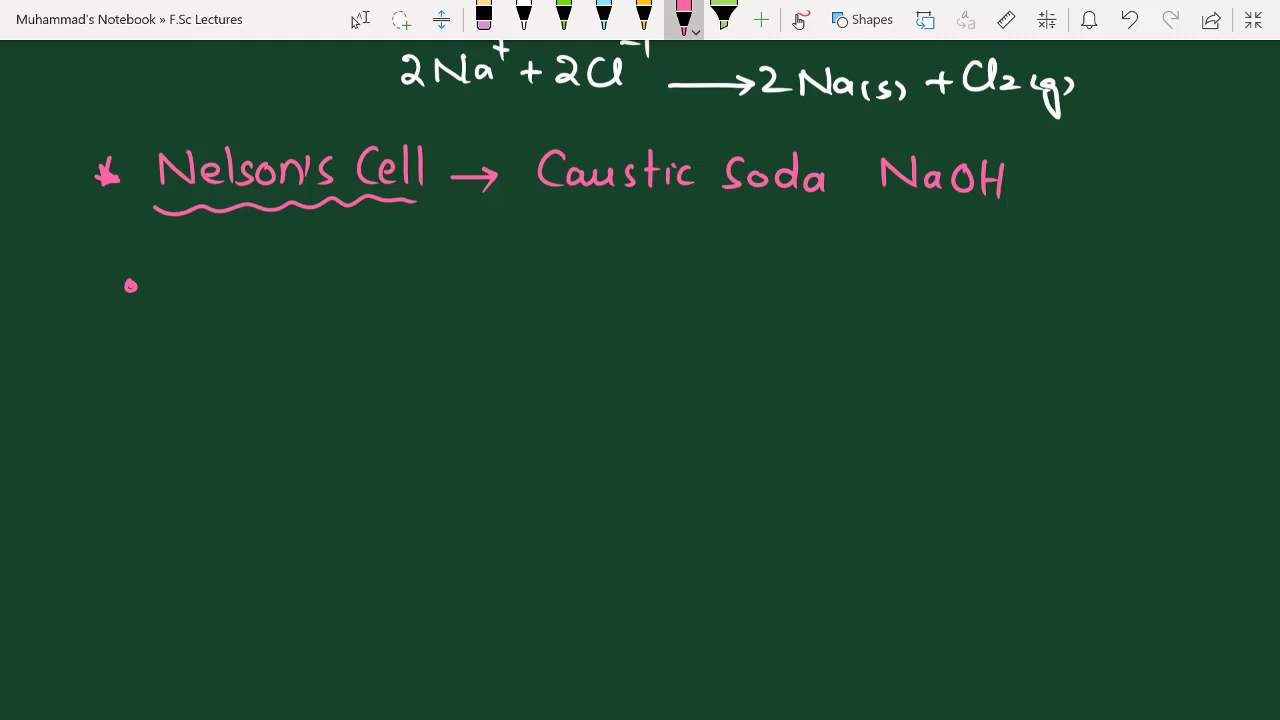 Muhammad's Notebook » F.Sc Lectures
Shapes
2Na⁺ + 2Cl⁻¹ → 2Na(s) + Cl₂(g)
* Nelson's Cell → Caustic Soda NaOH